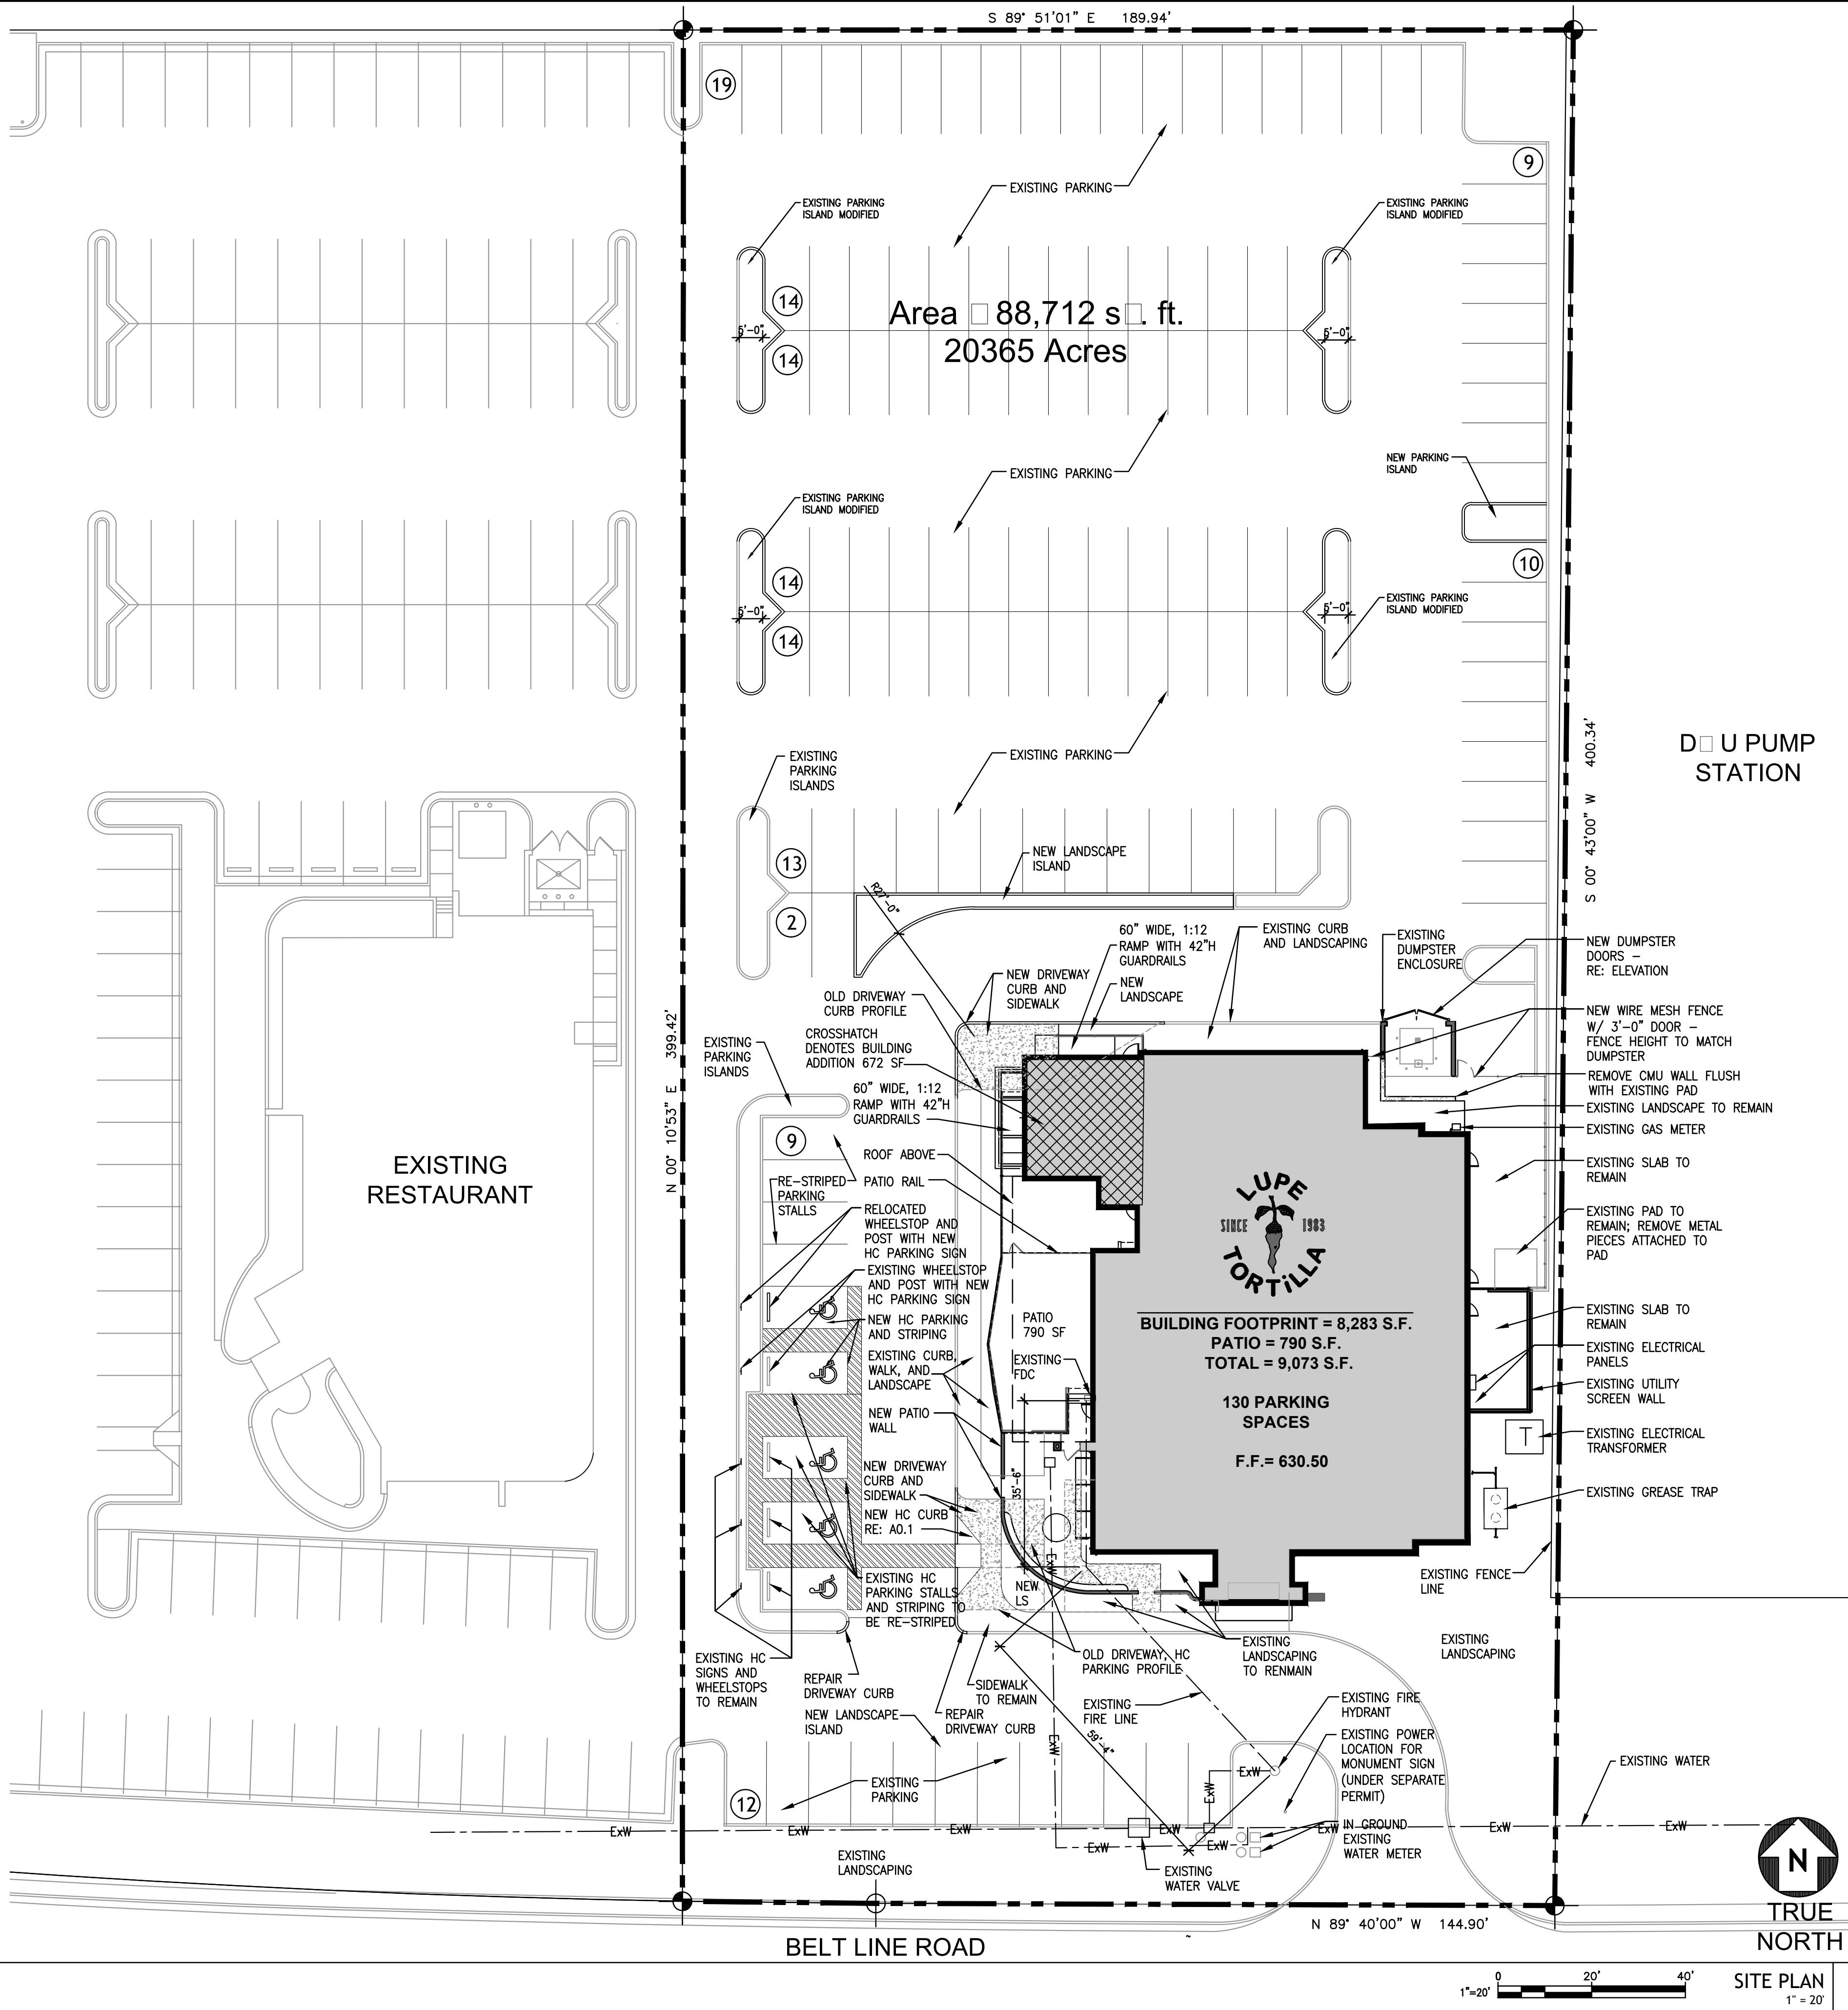 S 89° 51'01" E 189.94'
19
9
EXISTING PARKING
EXISTING PARKING
ISLAND MODIFIED
EXISTING PARKING
ISLAND MODIFIED
14
Area □ 88,712 s□. ft.
5'-0"
5'-0"
14
20365 Acres
NEW PARKING
ISLAND
EXISTING PARKING
EXISTING PARKING
ISLAND MODIFIED
10
14
5'-0"
EXISTING PARKING
ISLAND MODIFIED
5'-0"
14
S 00° 43'00" W 400.34'
D□ U PUMP
STATION
EXISTING
PARKING
ISLANDS
EXISTING PARKING
13
NEW LANDSCAPE
ISLAND
R27'-0"
2
60" WIDE, 1:12
RAMP WITH 42"H
GUARDRAILS
EXISTING CURB
AND LANDSCAPING
EXISTING
DUMPSTER
ENCLOSURE
NEW DUMPSTER
DOORS –
RE: ELEVATION
NEW DRIVEWAY
CURB AND
SIDEWALK
NEW
LANDSCAPE
OLD DRIVEWAY
CURB PROFILE
N 00° 10'53" E 399.42'
EXISTING
PARKING
ISLANDS
CROSSHATCH
DENOTES BUILDING
ADDITION 672 SF
NEW WIRE MESH FENCE
W/ 3'-0" DOOR –
FENCE HEIGHT TO MATCH
DUMPSTER
REMOVE CMU WALL FLUSH
WITH EXISTING PAD
60" WIDE, 1:12
RAMP WITH 42"H
GUARDRAILS
EXISTING LANDSCAPE TO REMAIN
EXISTING GAS METER
9
ROOF ABOVE
EXISTING
RESTAURANT
EXISTING SLAB TO
REMAIN
RE-STRIPED
PARKING
STALLS
PATIO RAIL
LUPE
SINCE 1983
TORTiLLA
RELOCATED
WHEELSTOP AND
POST WITH NEW
HC PARKING SIGN
EXISTING PAD TO
REMAIN; REMOVE METAL
PIECES ATTACHED TO
PAD
EXISTING WHEELSTOP
AND POST WITH NEW
HC PARKING SIGN
NEW HC PARKING
AND STRIPING
PATIO
790 SF
BUILDING FOOTPRINT = 8,283 S.F.
PATIO = 790 S.F.
TOTAL = 9,073 S.F.
130 PARKING
SPACES
F.F.= 630.50
EXISTING SLAB TO
REMAIN
EXISTING ELECTRICAL
PANELS
EXISTING CURB,
WALK, AND
LANDSCAPE
EXISTING
FDC
EXISTING UTILITY
SCREEN WALL
NEW PATIO
WALL
T
EXISTING ELECTRICAL
TRANSFORMER
NEW DRIVEWAY
CURB AND
SIDEWALK
35'-6"
EXISTING GREASE TRAP
NEW HC CURB
RE: A0.1
ExW
EXISTING HC
PARKING STALLS
AND STRIPING TO
BE RE-STRIPED
NEW
LS
EXISTING FENCE
LINE
EXISTING HC
SIGNS AND
WHEELSTOPS
TO REMAIN
REPAIR
DRIVEWAY CURB
SIDEWALK
TO REMAIN
OLD DRIVEWAY, HC
PARKING PROFILE
EXISTING
LANDSCAPING
TO RENMAIN
EXISTING
LANDSCAPING
NEW LANDSCAPE
ISLAND
REPAIR
DRIVEWAY CURB
EXISTING
FIRE LINE
EXISTING FIRE
HYDRANT
ExW
59'-4"
EXISTING POWER
LOCATION FOR
MONUMENT SIGN
(UNDER SEPARATE
PERMIT)
EXISTING WATER
EXISTING
PARKING
ExW
ExW
12
ExW
ExW
ExW
ExW
ExW
ExW
ExW
ExW
ExW
IN GROUND
EXISTING
WATER METER
EXISTING
LANDSCAPING
EXISTING
WATER VALVE
N
TRUE
NORTH
N 89° 40'00" W 144.90'
BELT LINE ROAD
~
1"=20'
0 20' 40'
SITE PLAN
1" = 20'